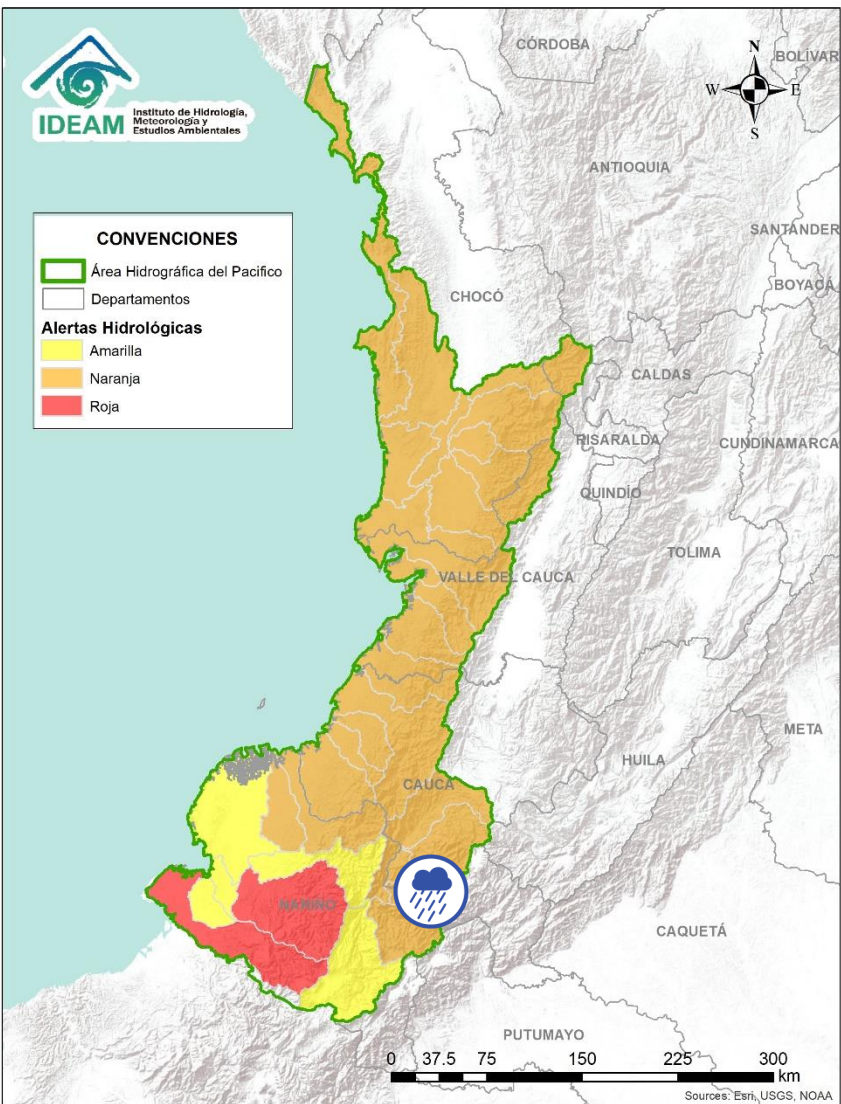 IDEAM
Instituto de Hidrología,
Meteorología y
Estudios Ambientales
CÓRDOBA
N
BOLÍVAR
W
E
S
ANTIOQUIA
CONVENCIONES
Área Hidrográfica del Pacifico
Departamentos
Alertas Hidrológicas
Amarilla
Naranja
Roja
SANTANDER
BOYACÁ
CHOCÓ
CALDAS
RISARALDA
CUNDINAMARCA
QUINDÍO
TOLIMA
VALLE DEL CAUCA
META
HUILA
CAUCA
NARIÑO
CAQUETÁ
PUTUMAYO
0 37.5 75 150 225 300
km
Sources: Esri, USGS, NOAA